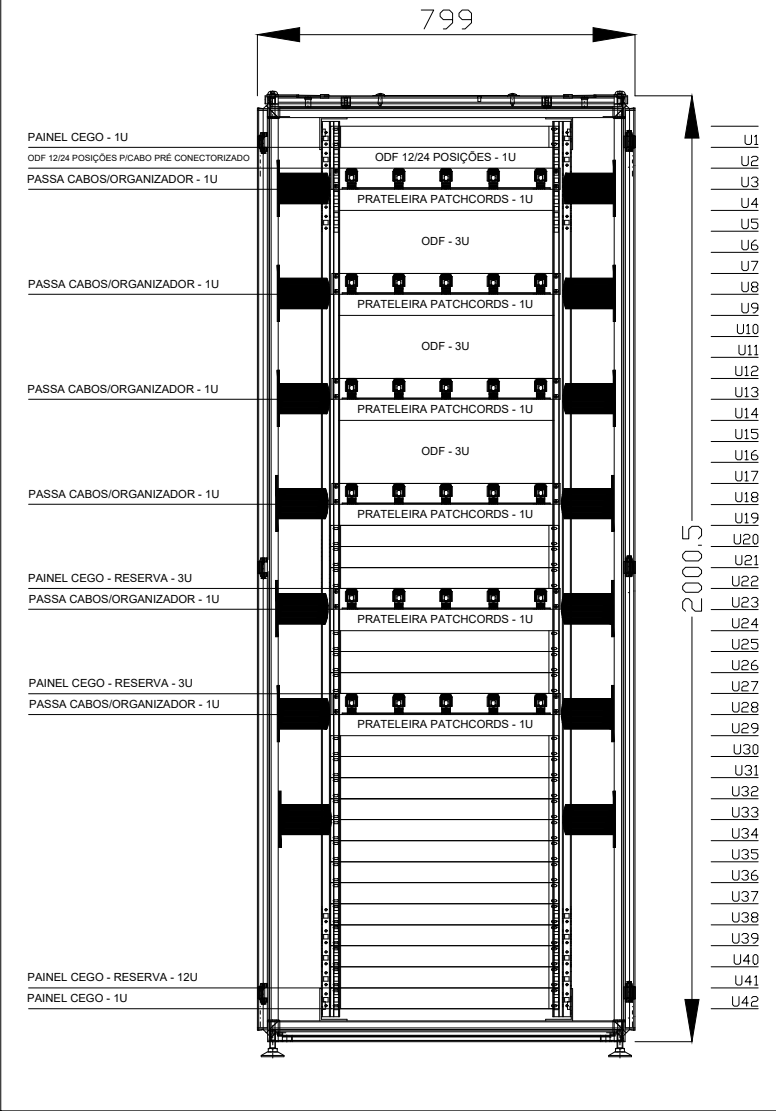 799
PAINEL CEGO - 1U
U1
ODF 12/24 POSIÇÕES P/CABO PRÉ CONECTORIZADO
ODF 12/24 POSIÇÕES - 1U
U2
PASSA CABOS/ORGANIZADOR - 1U
U3
PRATELEIRA PATCHCORDS - 1U
U4
U5
ODF - 3U
U6
U7
PASSA CABOS/ORGANIZADOR - 1U
U8
PRATELEIRA PATCHCORDS - 1U
U9
U10
ODF - 3U
U11
U12
PASSA CABOS/ORGANIZADOR - 1U
U13
PRATELEIRA PATCHCORDS - 1U
U14
U15
ODF - 3U
U16
U17
PASSA CABOS/ORGANIZADOR - 1U
U18
PRATELEIRA PATCHCORDS - 1U
U19
U20
U21
2000,5
PAINEL CEGO - RESERVA - 3U
U22
PASSA CABOS/ORGANIZADOR - 1U
U23
PRATELEIRA PATCHCORDS - 1U
U24
U25
U26
PAINEL CEGO - RESERVA - 3U
U27
PASSA CABOS/ORGANIZADOR - 1U
U28
PRATELEIRA PATCHCORDS - 1U
U29
U30
U31
U32
U33
U34
U35
U36
U37
U38
U39
U40
PAINEL CEGO - RESERVA - 12U
U41
PAINEL CEGO - 1U
U42